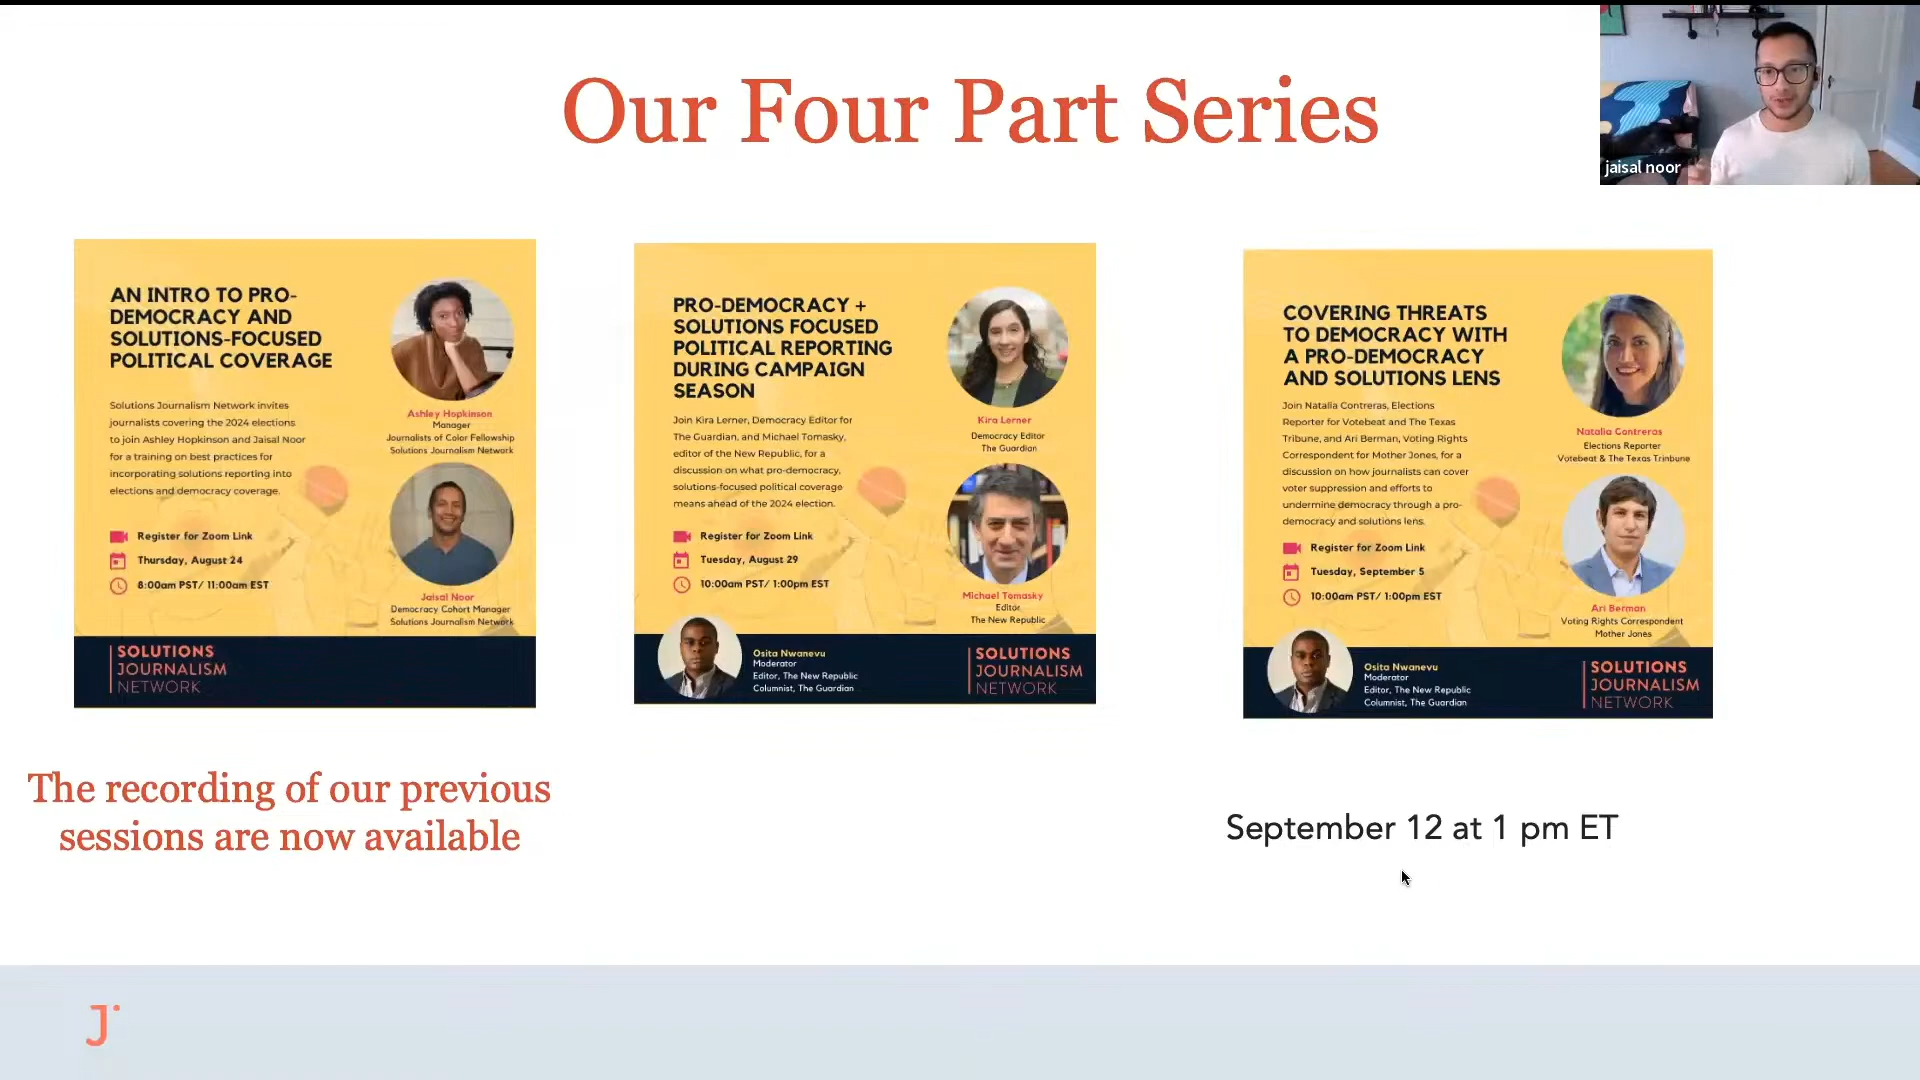 Our Four Part Series
jaisal noor
AN INTRO TO PRO-
DEMOCRACY AND
SOLUTIONS-FOCUSED
POLITICAL COVERAGE
Solutions Journalism Network invites
journalists covering the 2024 elections
to join Ashley Hopkinson and Jaisal Noor
for a training on best practices for
incorporating solutions reporting into
elections and democracy coverage.
Register for Zoom Link
Thursday, August 24
8:00am PST/ 11:00am EST
Ashley Hopkinson
Manager
Journalists of Color Fellowship
Solutions Journalism Network
Jaisal Noor
Democracy Cohort Manager
Solutions Journalism Network
SOLUTIONS
JOURNALISM
NETWORK
PRO-DEMOCRACY +
SOLUTIONS FOCUSED
POLITICAL REPORTING
DURING CAMPAIGN
SEASON
Join Kira Lerner, Democracy Editor for
The Guardian, and Michael Tomasky,
editor of the New Republic, for a
discussion on what pro-democracy,
solutions-focused political coverage
means ahead of the 2024 election.
Register for Zoom Link
Tuesday, August 29
10:00am PST/ 1:00pm EST
Kira Lerner
Democracy Editor
The Guardian
Michael Tomasky
Editor
The New Republic
Osita Nwanevu
Moderator
Editor, The New Republic
Columnist, The Guardian
SOLUTIONS
JOURNALISM
NETWORK
COVERING THREATS
TO DEMOCRACY WITH
A PRO-DEMOCRACY
AND SOLUTIONS LENS
Join Natalia Contreras, Elections
Reporter for Votebeat and The Texas
Tribune, and Ari Berman, Voting Rights
Correspondent for Mother Jones, for a
discussion on how journalists can cover
voter suppression and efforts to
undermine democracy through a pro-
democracy and solutions lens.
Register for Zoom Link
Tuesday, September 5
10:00am PST/ 1:00pm EST
Natalia Contreras
Elections Reporter
Votebeat & The Texas Trinbune
Ari Berman
Voting Rights Correspondent
Mother Jones
Osita Nwanevu
Moderator
Editor, The New Republic
Columnist, The Guardian
SOLUTIONS
JOURNALISM
NETWORK
The recording of our previous
sessions are now available
September 12 at 1 pm ET
J